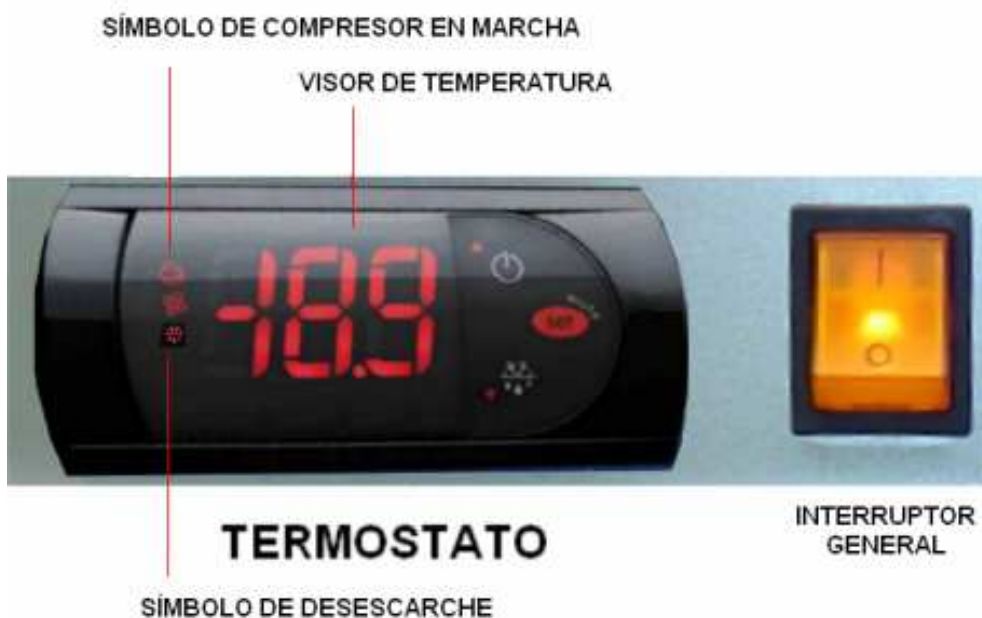 SÍMBOLO DE COMPRESOR EN MARCHA
VISOR DE TEMPERATURA
-18.9
SET
TERMOSTATO
INTERRUPTOR
GENERAL
SÍMBOLO DE DESESCARCHE